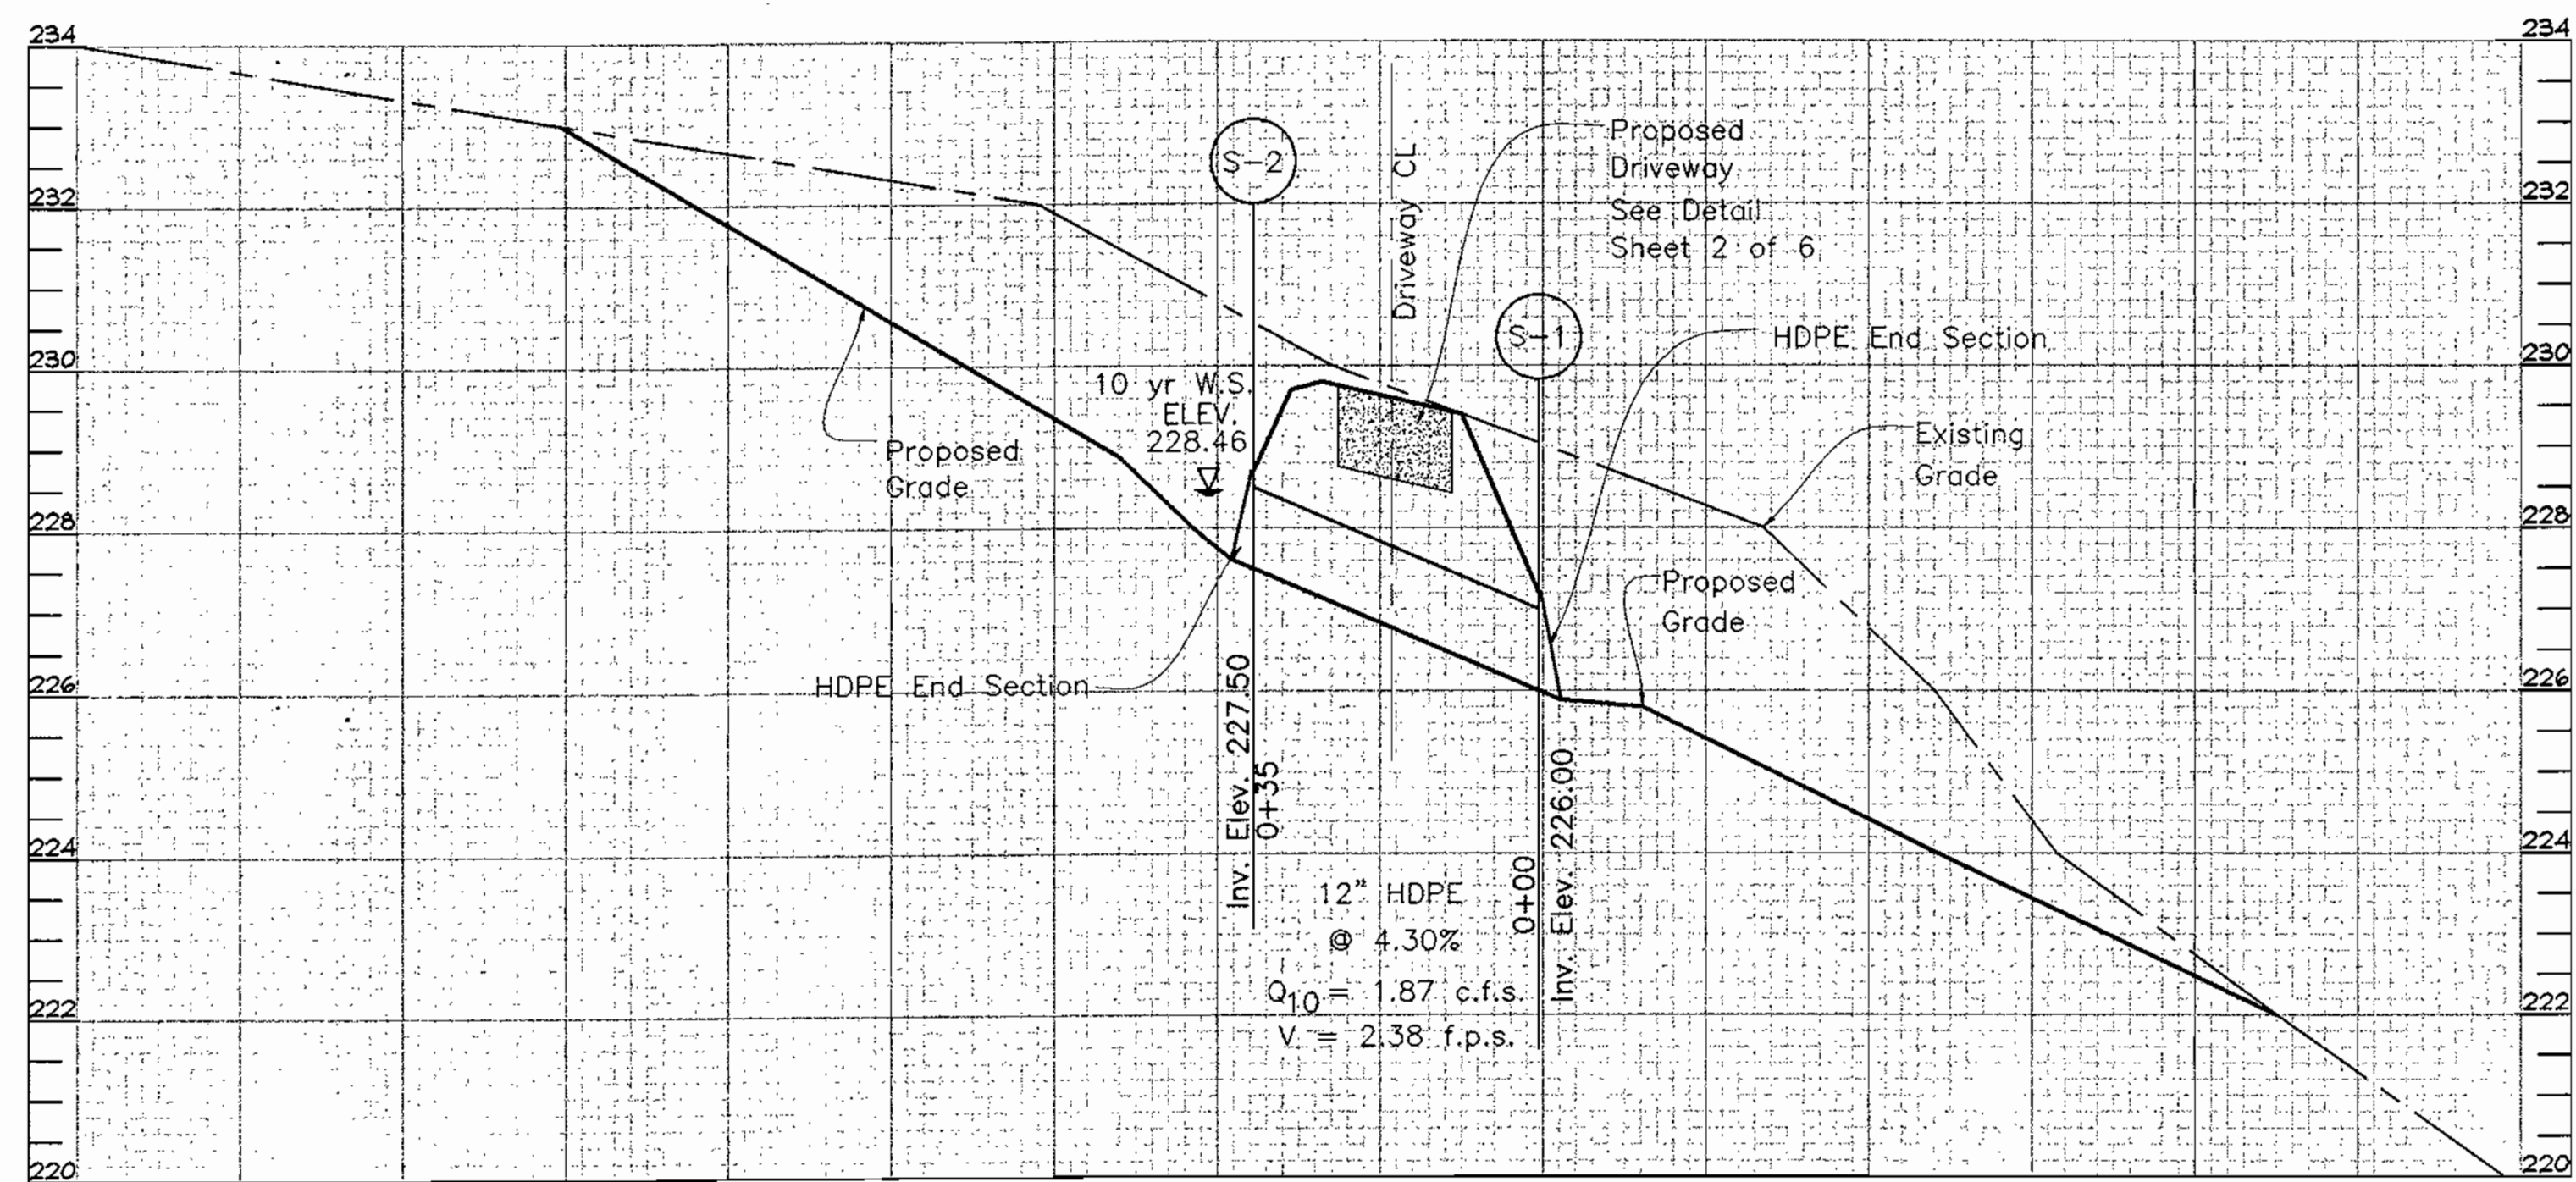 234
234
S-2
Proposed
Driveway
See Detail
Sheet 2 of 6
Driveway CL
232
232
S-1
HDPE End Section
230
230
10 yr W.S.
ELEV.
228.46
Proposed
Grade
Existing
Grade
228
228
Proposed
Grade
HDPE End Section
226
226
Inv. Elev. 227.50
0+35
0+00
Inv. Elev. 226.00
224
224
12" HDPE
@ 4.30%
Q10 = 1.87 c.f.s.
V = 2.38 f.p.s.
222
222
220
220